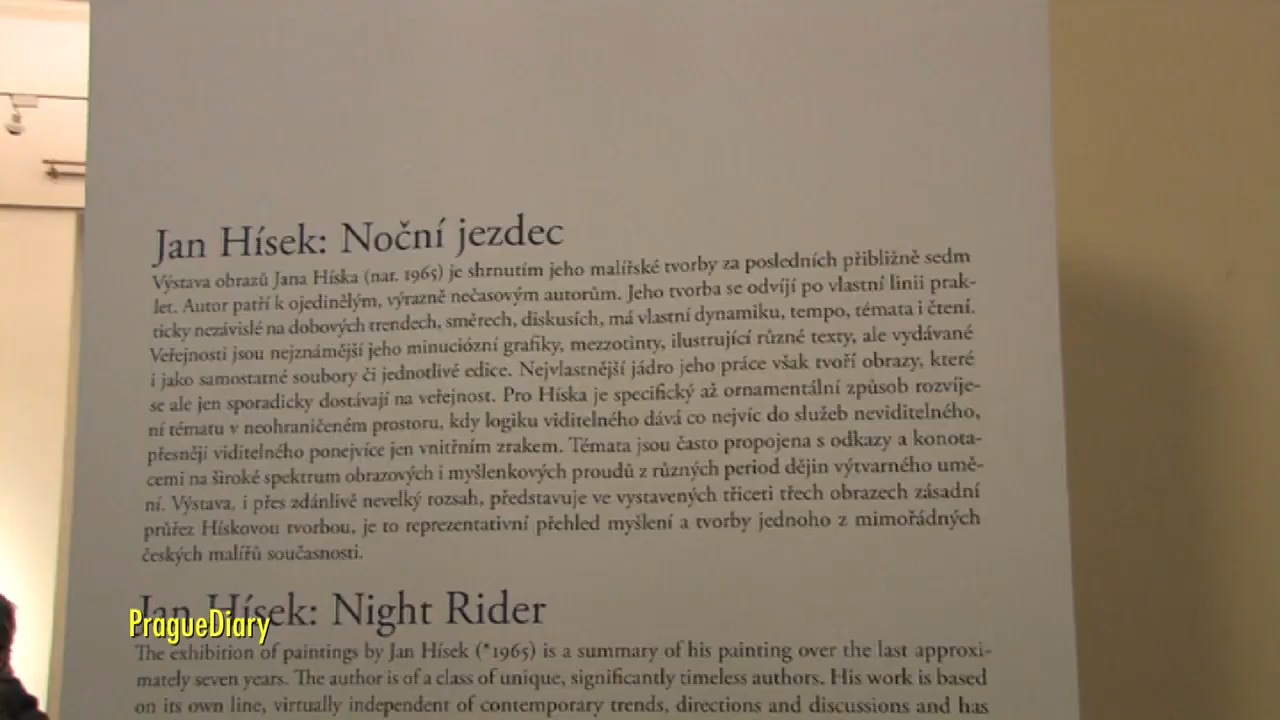 Jan Hísek: Noční jezdec
Výstava obrazů Jana Híska (nar. 1965) je shrnutím jeho malířské tvorby za posledních přibližně sedm
let. Autor patří k ojedinělým, výrazně nečasovým autorům. Jeho tvorba se odvíjí po vlastní linii prak-
ticky nezávislé na dobových trendech, směrech, diskusích, má vlastní dynamiku, tempo, témata i čtení.
Veřejnosti jsou nejznámější jeho minuciózní grafiky, mezzotinty, ilustrující různé texty, ale vydávané
i jako samostatné soubory či jednotlivé edice. Nejvlastnější jádro jeho práce však tvoří obrazy, které
se ale jen sporadicky dostávají na veřejnost. Pro Híska je specifický až ornamentální způsob rozvíje-
ní tématu v neohraničeném prostoru, kdy logiku viditelného dává co nejvíc do služeb neviditelného,
přesněji viditelného ponejvíce jen vnitřním zrakem. Témata jsou často propojena s odkazy a konota-
cemi na široké spektrum obrazových i myšlenkových proudů z různých period dějin výtvarného umě-
ní. Výstava, i přes zdánlivě nevelký rozsah, představuje ve vystavených třiceti třech obrazech zásadní
průřez Hískovou tvorbou, je to reprezentativní přehled myšlení a tvorby jednoho z mimořádných
českých malířů současnosti.
Jan Hísek: Night Rider
PragueDiary
The exhibition of paintings by Jan Hísek (*1965) is a summary of his painting over the last approxi-
mately seven years. The author is of a class of unique, significantly timeless authors. His work is based
on its own line, virtually independent of contemporary trends, directions and discussions and has